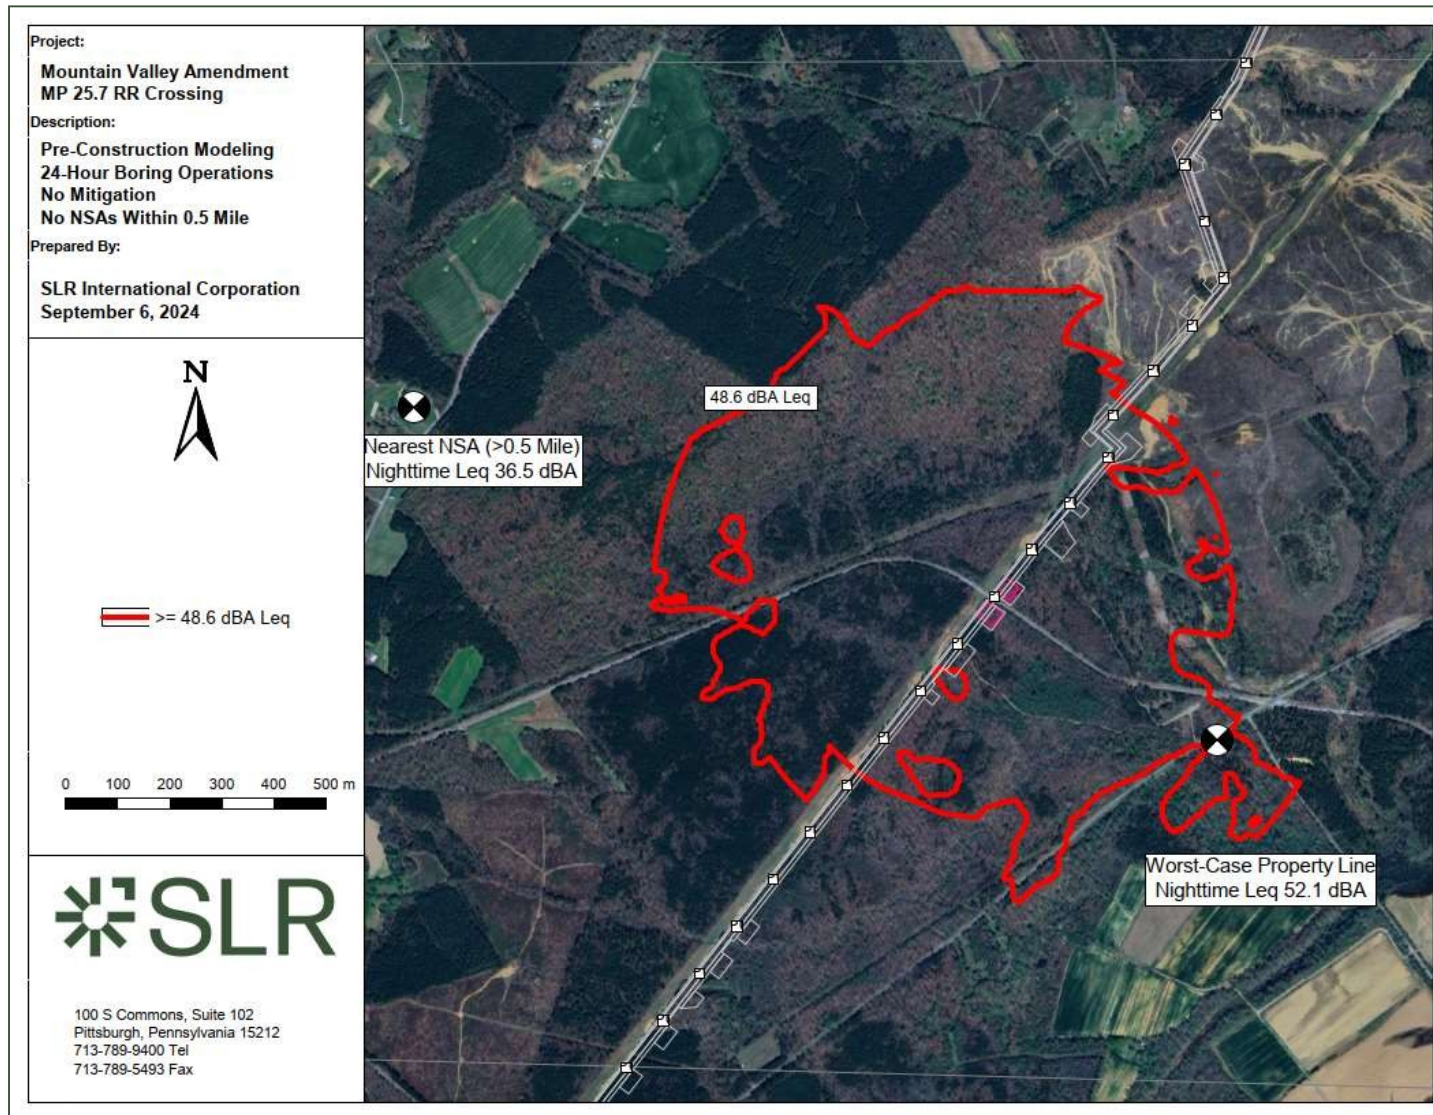 Project:
Mountain Valley Amendment
MP 25.7 RR Crossing
Description:
Pre-Construction Modeling
24-Hour Boring Operations
No Mitigation
No NSAs Within 0.5 Mile
Prepared By:
SLR International Corporation
September 6, 2024
N
>= 48.6 dBA Leq
0 100 200 300 400 500 m
SLR
100 S Commons, Suite 102
Pittsburgh, Pennsylvania 15212
713-789-9400 Tel
713-789-5493 Fax
48.6 dBA Leq
Nearest NSA (>0.5 Mile)
Nighttime Leq 36.5 dBA
Worst-Case Property Line
Nighttime Leq 52.1 dBA